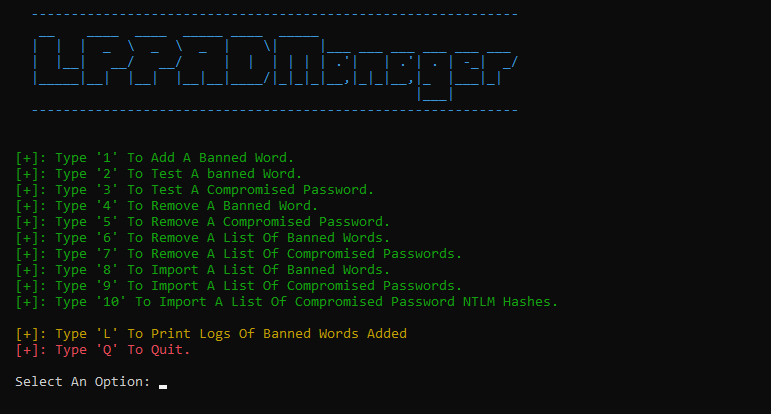 [+]: Type '1' To Add A Banned Word.
[+]: Type '2' To Test A banned Word.
[+]: Type '3' To Test A Compromised Password.
[+]: Type '4' To Remove A Banned Word.
[+]: Type '5' To Remove A Compromised Password.
[+]: Type '6' To Remove A List Of Banned Words.
[+]: Type '7' To Remove A List Of Compromised Passwords.
[+]: Type '8' To Import A List Of Banned Words.
[+]: Type '9' To Import A List Of Compromised Passwords.
[+]: Type '10' To Import A List Of Compromised Password NTLM Hashes.
[+]: Type 'L' To Print Logs Of Banned Words Added
[+]: Type 'Q' To Quit.
Select An Option: